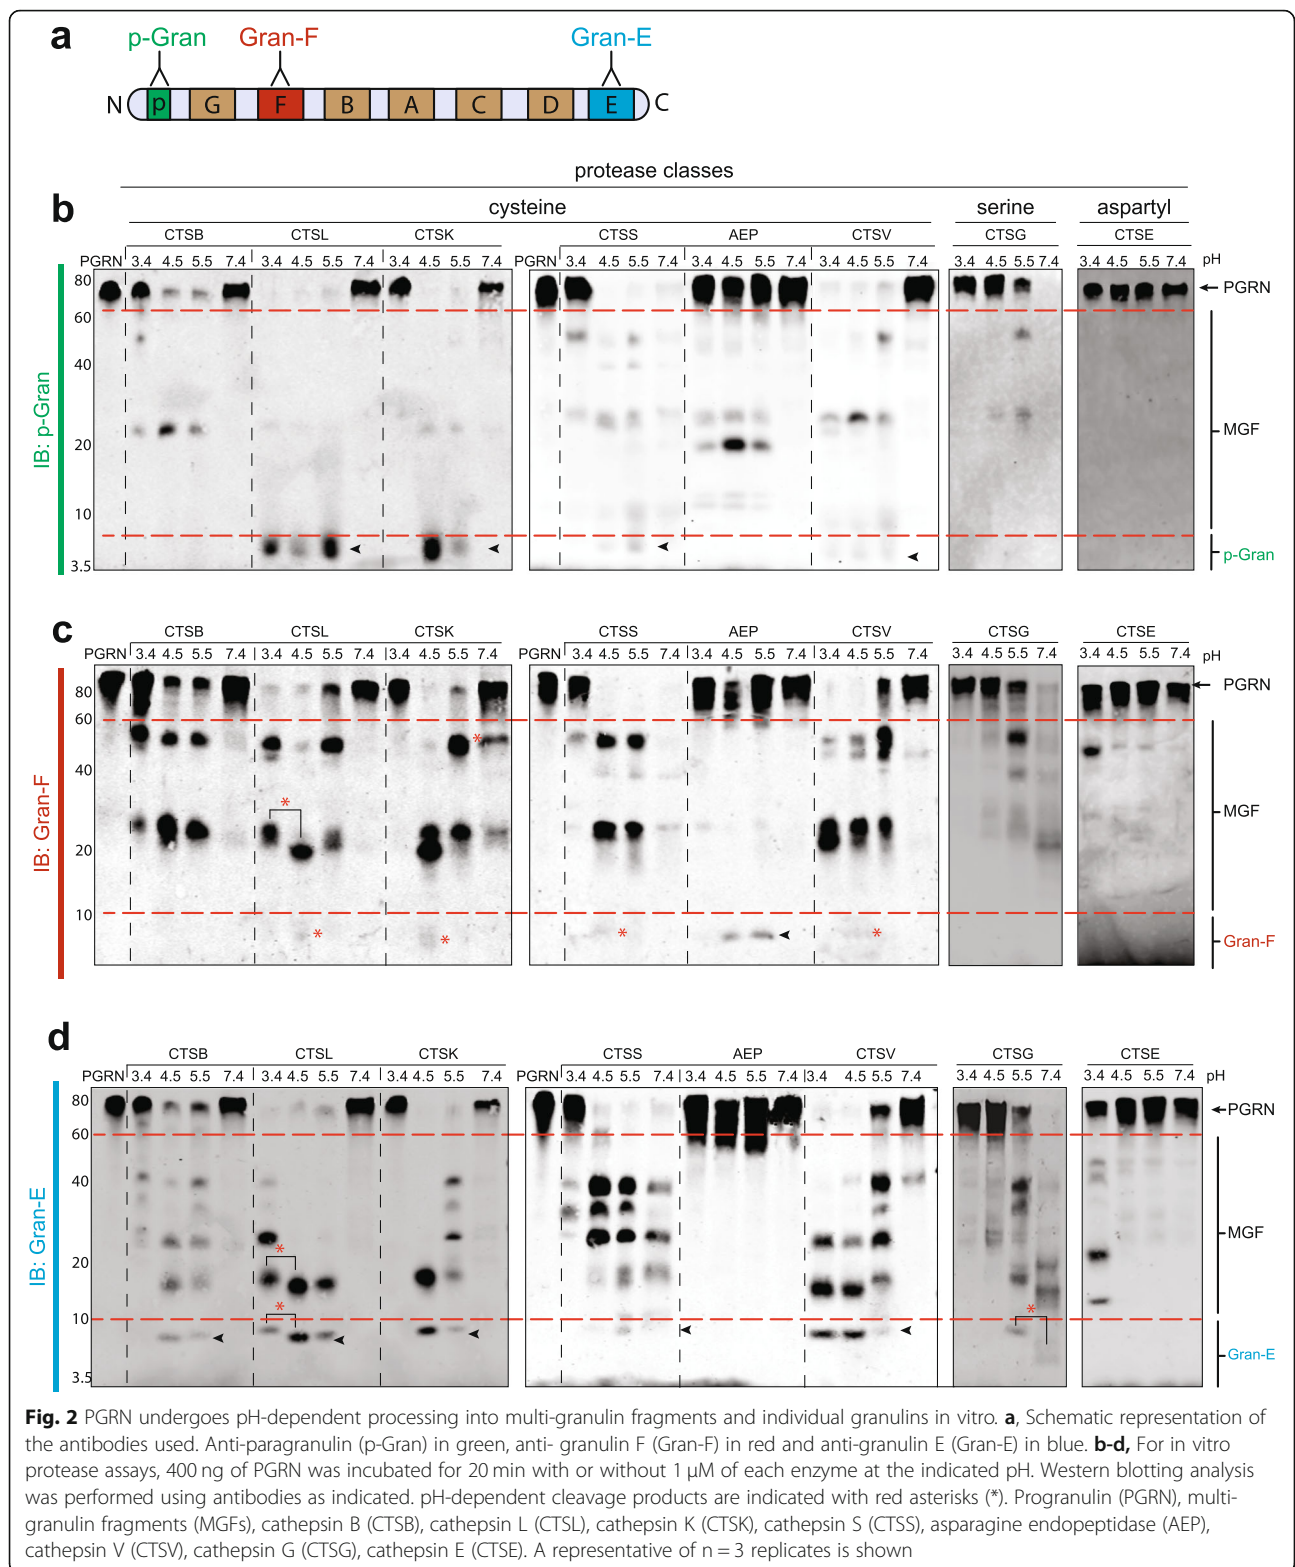 a
p-Gran Gran-F Gran-E
N p G F B A C D E C
protease classes
b
cysteine serine aspartyl
CTSB CTSL CTSK CTSS AEP CTSV CTSG CTSE
PGRN 3.4 4.5 5.5 7.4 3.4 4.5 5.5 7.4 3.4 4.5 5.5 7.4 PGRN 3.4 4.5 5.5 7.4 3.4 4.5 5.5 7.4 3.4 4.5 5.5 7.4 3.4 4.5 5.5 7.4 3.4 4.5 5.5 7.4 pH
80 PGRN
60
40
20 MGF
10
3.5 p-Gran
IB: p-Gran
c
CTSB CTSL CTSK CTSS AEP CTSV CTSG CTSE
PGRN 3.4 4.5 5.5 7.4 3.4 4.5 5.5 7.4 3.4 4.5 5.5 7.4 PGRN 3.4 4.5 5.5 7.4 3.4 4.5 5.5 7.4 3.4 4.5 5.5 7.4 3.4 4.5 5.5 7.4 3.4 4.5 5.5 7.4 pH
80 PGRN
60
*
40
*
20 MGF
10
* * * * Gran-F
IB: Gran-F
d
CTSB CTSL CTSK CTSS AEP CTSV CTSG CTSE
PGRN 3.4 4.5 5.5 7.4 3.4 4.5 5.5 7.4 3.4 4.5 5.5 7.4 PGRN 3.4 4.5 5.5 7.4 3.4 4.5 5.5 7.4 3.4 4.5 5.5 7.4 3.4 4.5 5.5 7.4 3.4 4.5 5.5 7.4 pH
80 PGRN
60
40
* MGF
20
* *
10
Gran-E
3.5
IB: Gran-E
Fig. 2 PGRN undergoes pH-dependent processing into multi-granulin fragments and individual granulins in vitro. a, Schematic representation of
the antibodies used. Anti-paragranulin (p-Gran) in green, anti- granulin F (Gran-F) in red and anti-granulin E (Gran-E) in blue. b-d, For in vitro
protease assays, 400 ng of PGRN was incubated for 20 min with or without 1 μM of each enzyme at the indicated pH. Western blotting analysis
was performed using antibodies as indicated. pH-dependent cleavage products are indicated with red asterisks (*). Progranulin (PGRN), multi-
granulin fragments (MGFs), cathepsin B (CTSB), cathepsin L (CTSL), cathepsin K (CTSK), cathepsin S (CTSS), asparagine endopeptidase (AEP),
cathepsin V (CTSV), cathepsin G (CTSG), cathepsin E (CTSE). A representative of n = 3 replicates is shown